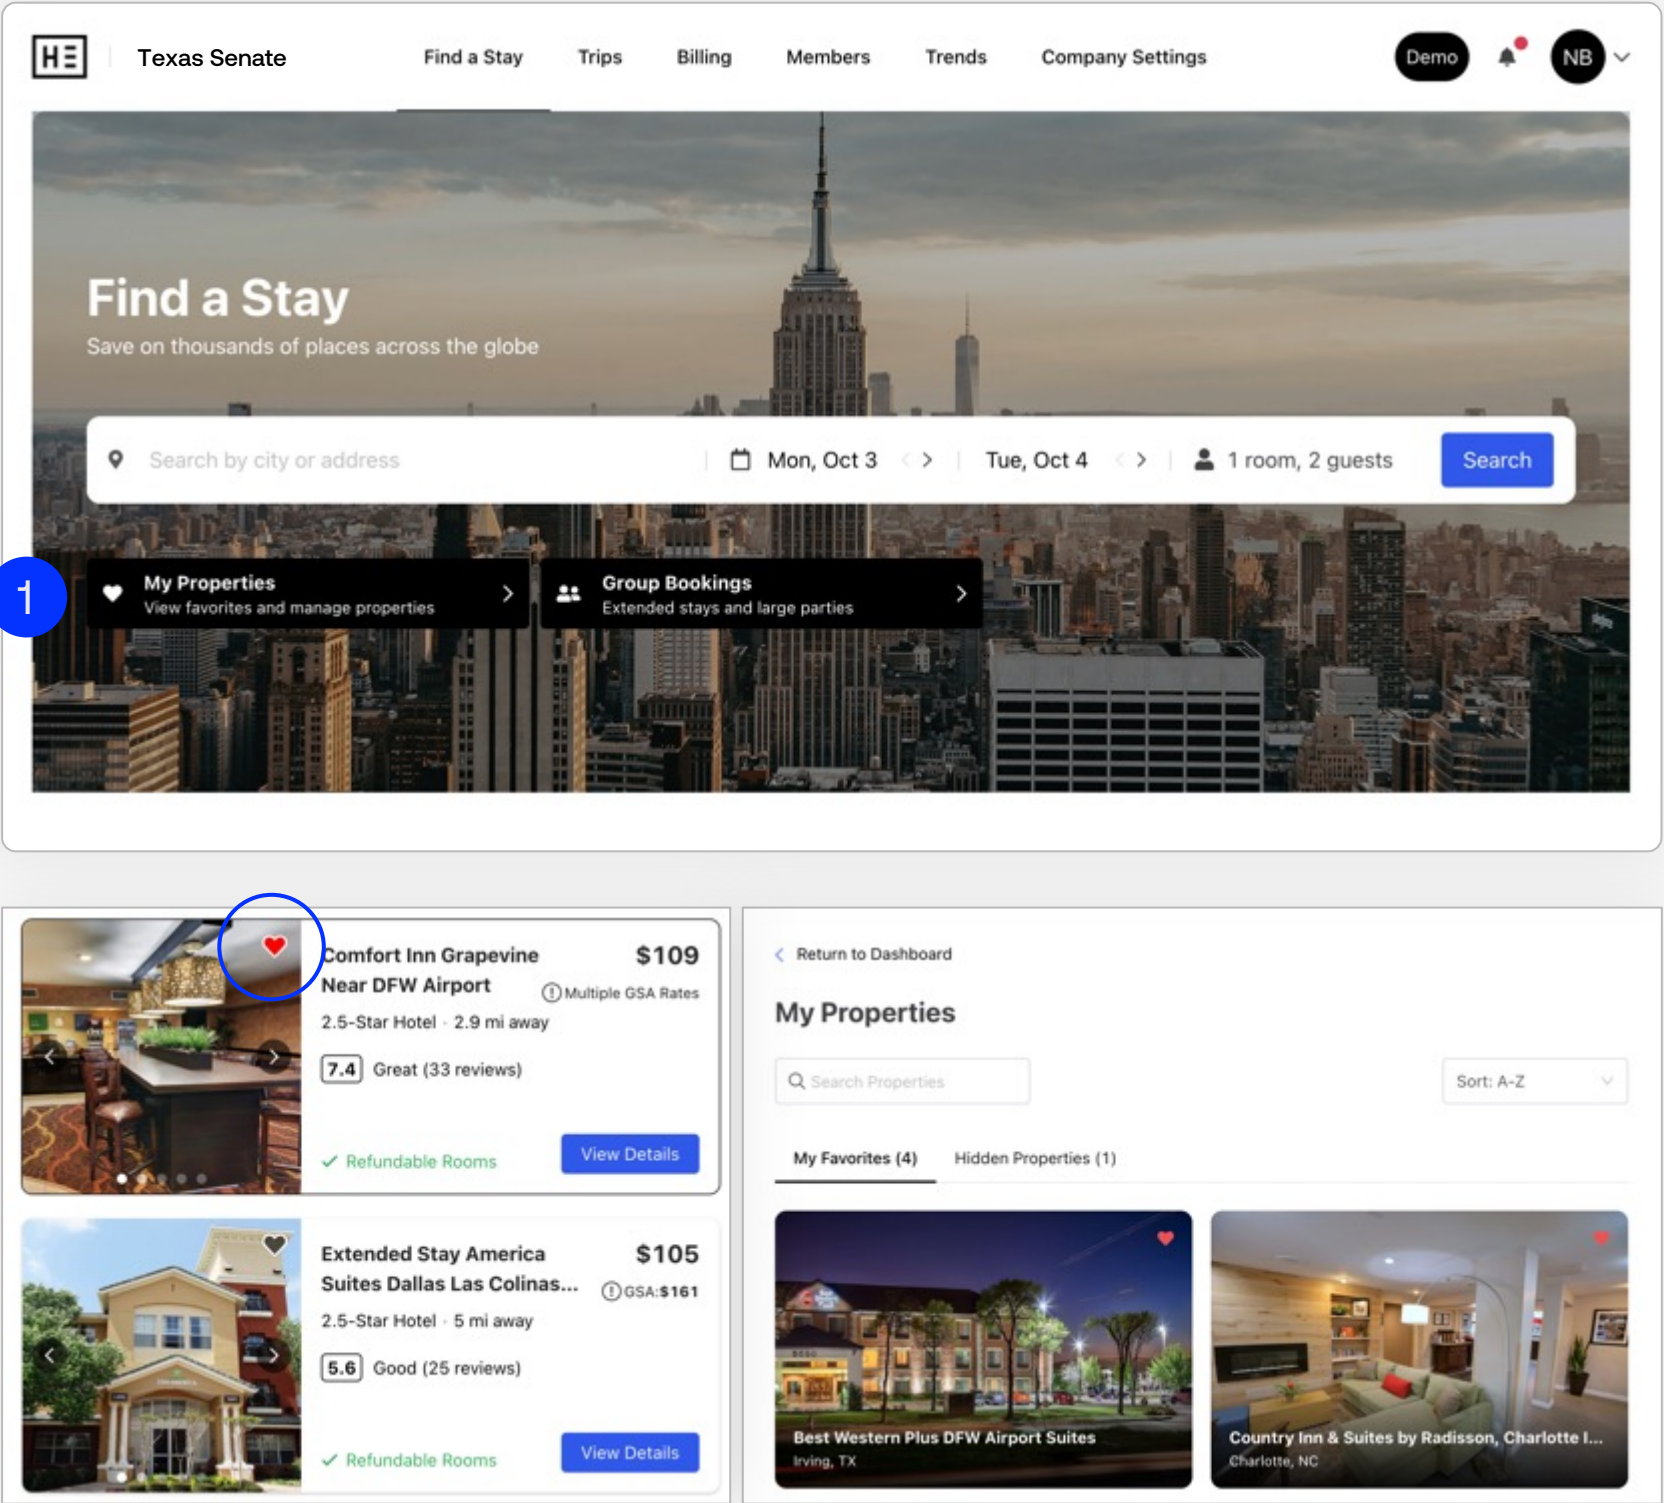 HE
Texas Senate
Find a Stay
Trips
Billing
Members
Trends
Company Settings
Demo
NB
Find a Stay
Save on thousands of places across the globe
Search by city or address
Mon, Oct 3
Tue, Oct 4
1 room, 2 guests
Search
1
My Properties
View favorites and manage properties
Group Bookings
Extended stays and large parties
Comfort Inn Grapevine
Near DFW Airport
$109
Multiple GSA Rates
2.5-Star Hotel · 2.9 mi away
7.4 Great (33 reviews)
Refundable Rooms
View Details
Extended Stay America
Suites Dallas Las Colinas...
$105
GSA:$161
2.5-Star Hotel · 5 mi away
5.6 Good (25 reviews)
Refundable Rooms
View Details
Return to Dashboard
My Properties
Search Properties
Sort: A-Z
My Favorites (4)
Hidden Properties (1)
Best Western Plus DFW Airport Suites
Irving, TX
Country Inn & Suites by Radisson, Charlotte I...
Charlotte, NC